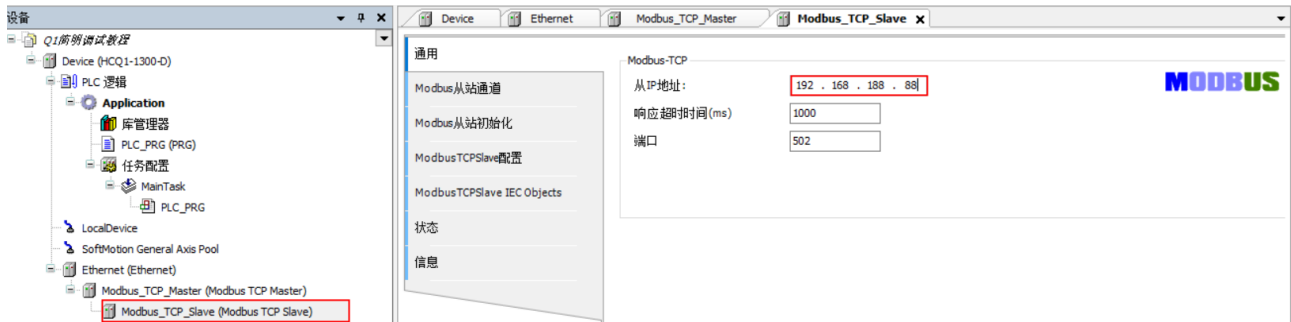 设备
Q1简明调试教程
Device (HCQ1-1300-D)
PLC 逻辑
Application
库管理器
PLC_PRG (PRG)
任务配置
MainTask
PLC_PRG
LocalDevice
SoftMotion General Axis Pool
Ethernet (Ethernet)
Modbus_TCP_Master (Modbus TCP Master)
Modbus_TCP_Slave (Modbus TCP Slave)
Device Ethernet Modbus_TCP_Master Modbus_TCP_Slave
通用
Modbus从站通道
Modbus从站初始化
ModbusTCPSlave配置
ModbusTCPSlave IEC Objects
状态
信息
Modbus-TCP
从IP地址: 192 . 168 . 188 . 88
响应超时时间(ms) 1000
端口 502
MODBUS